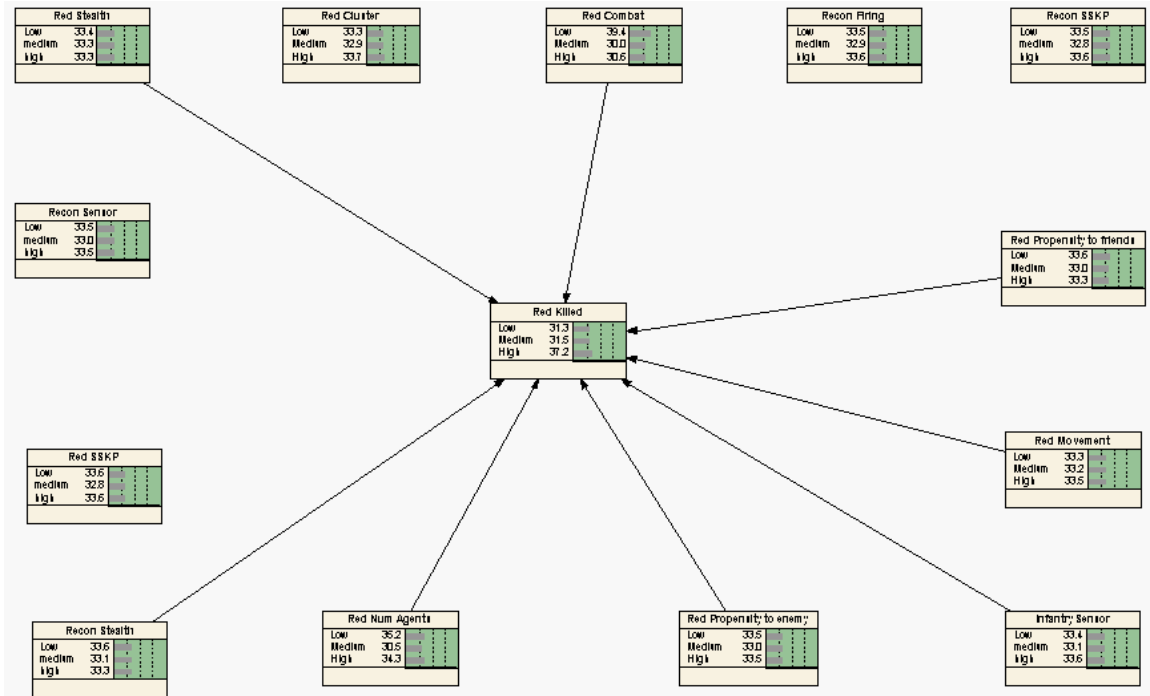 Red Stealth
Low 33.4
medium 33.3
high 33.3
Red Cluster
Low 33.3
Medium 32.9
High 33.7
Red Combat
Low 39.4
Medium 30.0
High 30.6
Recon Firing
Low 33.5
medium 32.9
high 33.6
Recon SSKP
Low 33.5
medium 32.8
high 33.6
Recon Sensor
Low 33.5
medium 33.0
high 33.5
Red Propensity to friends
Low 33.6
Medium 33.0
High 33.3
Red Killed
Low 31.3
Medium 31.5
High 37.2
Red Movement
Low 33.3
Medium 33.2
High 33.5
Red SSKP
Low 33.6
medium 32.8
high 33.6
Recon Stealth
Low 33.6
medium 33.1
high 33.3
Red Num Agents
Low 35.2
Medium 30.5
High 34.3
Red Propensity to enemy
Low 33.5
Medium 33.0
High 33.5
Infantry Sensor
Low 33.4
medium 33.1
high 33.6